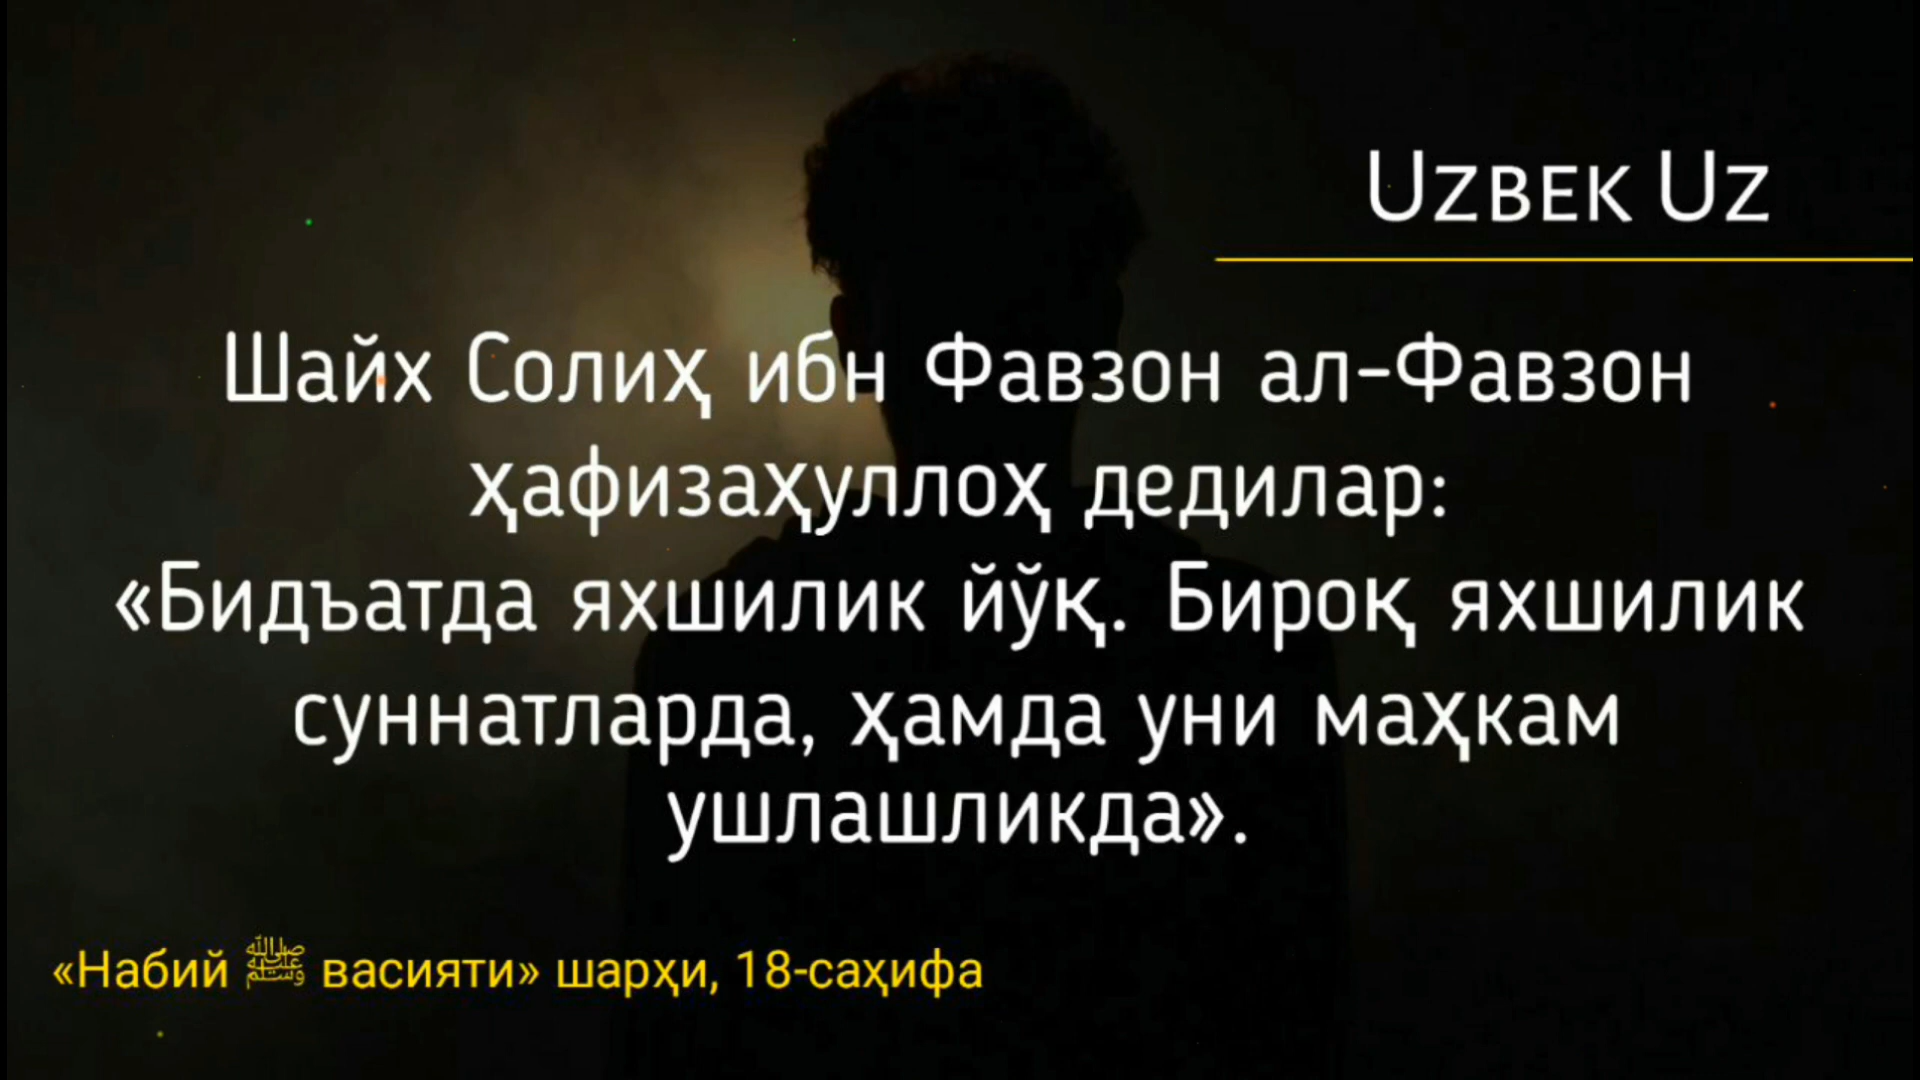 Uzbek Uz
Шайх Солиҳ ибн Фавзон ал-Фавзон
ҳафизаҳуллоҳ дедилар:
«Бидъатда яхшилик йўқ. Бироқ яхшилик
суннатларда, ҳамда уни маҳкам
ушлашликда».
«Набий ﷺ васияти» шарҳи, 18-саҳифа